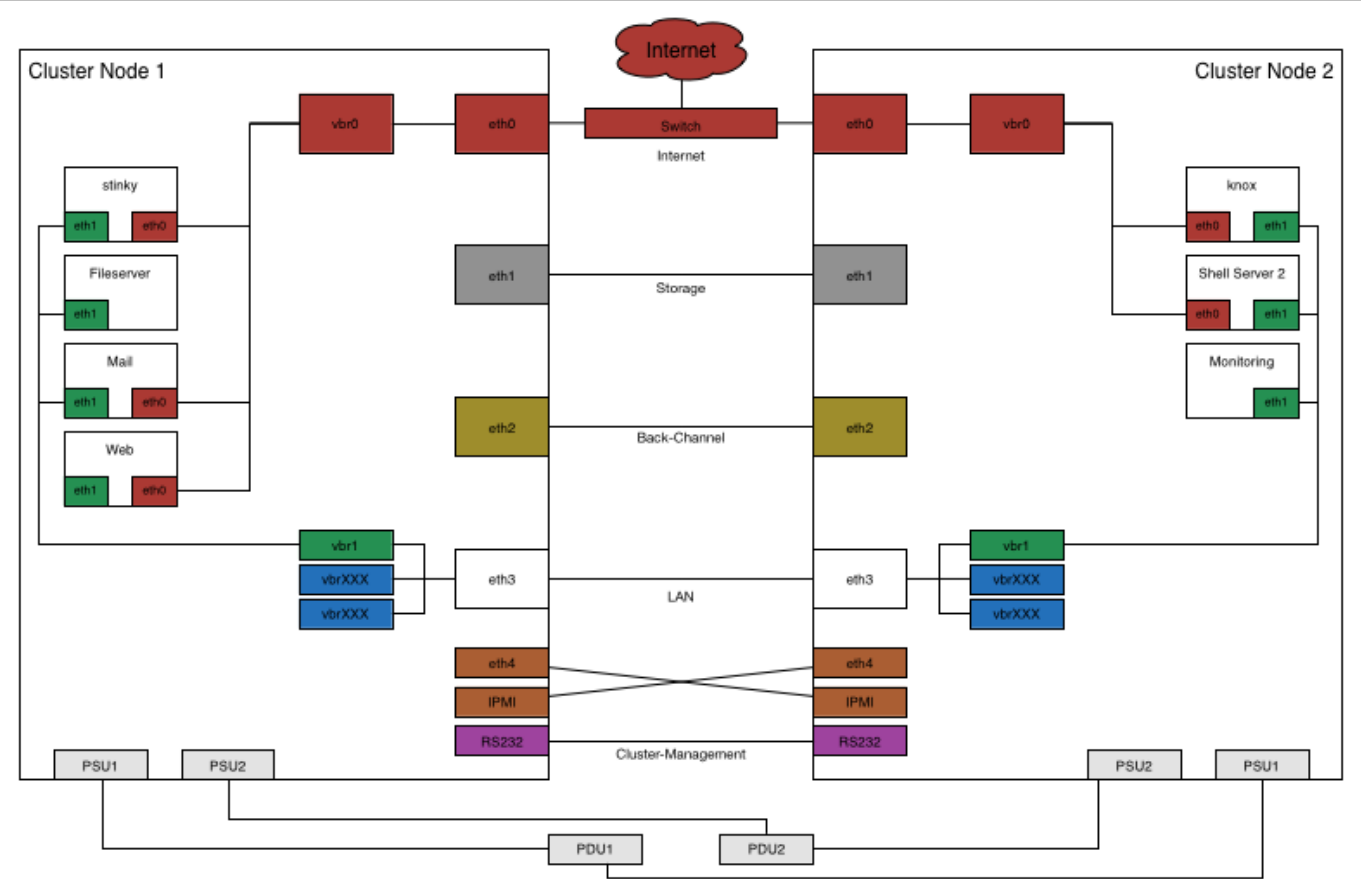 Internet
Cluster Node 1
Cluster Node 2
vbr0
eth0
Switch
eth0
vbr0
Internet
stinky
eth1
eth0
knox
eth0
eth1
Fileserver
eth1
eth1
Storage
eth1
Shell Server 2
eth0
eth1
Mail
eth1
eth0
Monitoring
eth1
Web
eth1
eth0
eth2
Back-Channel
eth2
vbr1
vbrXXX
vbrXXX
eth3
LAN
eth3
vbr1
vbrXXX
vbrXXX
eth4
IPMI
RS232
eth4
IPMI
RS232
Cluster-Management
PSU1
PSU2
PSU2
PSU1
PDU1
PDU2